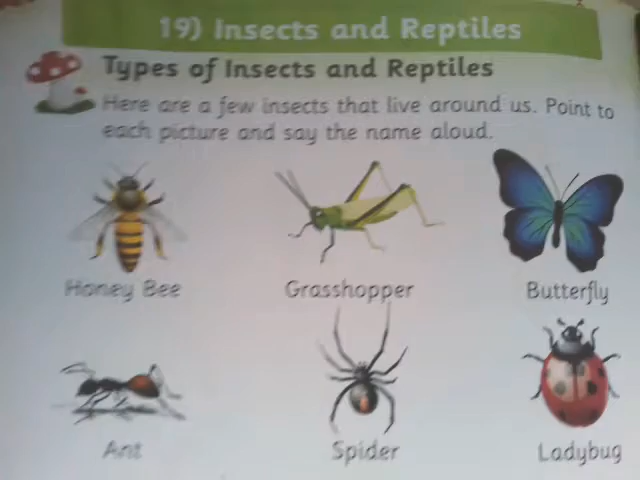 19) Insects and Reptiles
Types of Insects and Reptiles
Here are a few insects that live around us. Point to
each picture and say the name aloud.
Honey Bee
Grasshopper
Butterfly
Ant
Spider
Ladybug